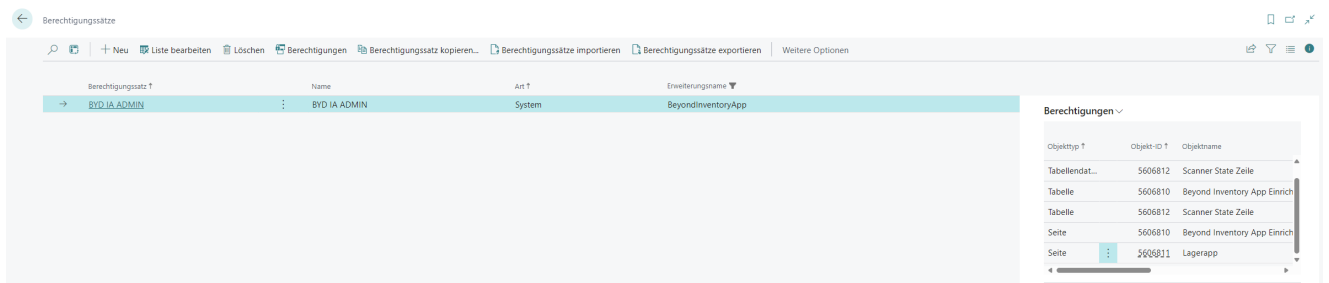 Berechtigungssätze
Neu Liste bearbeiten Löschen Berechtigungen Berechtigungssatz kopieren... Berechtigungssätze importieren Berechtigungssätze exportieren Weitere Optionen
Berechtigungssatz ↑ Name Art ↑ Erweiterungsname
BYD IA ADMIN BYD IA ADMIN System BeyondInventoryApp
Berechtigungen
Objekttyp ↑ Objekt-ID ↑ Objektname
Tabellendat... 5606812 Scanner State Zeile
Tabelle 5606810 Beyond Inventory App Einrich
Tabelle 5606812 Scanner State Zeile
Seite 5606810 Beyond Inventory App Einrich
Seite 5606811 Lagerapp